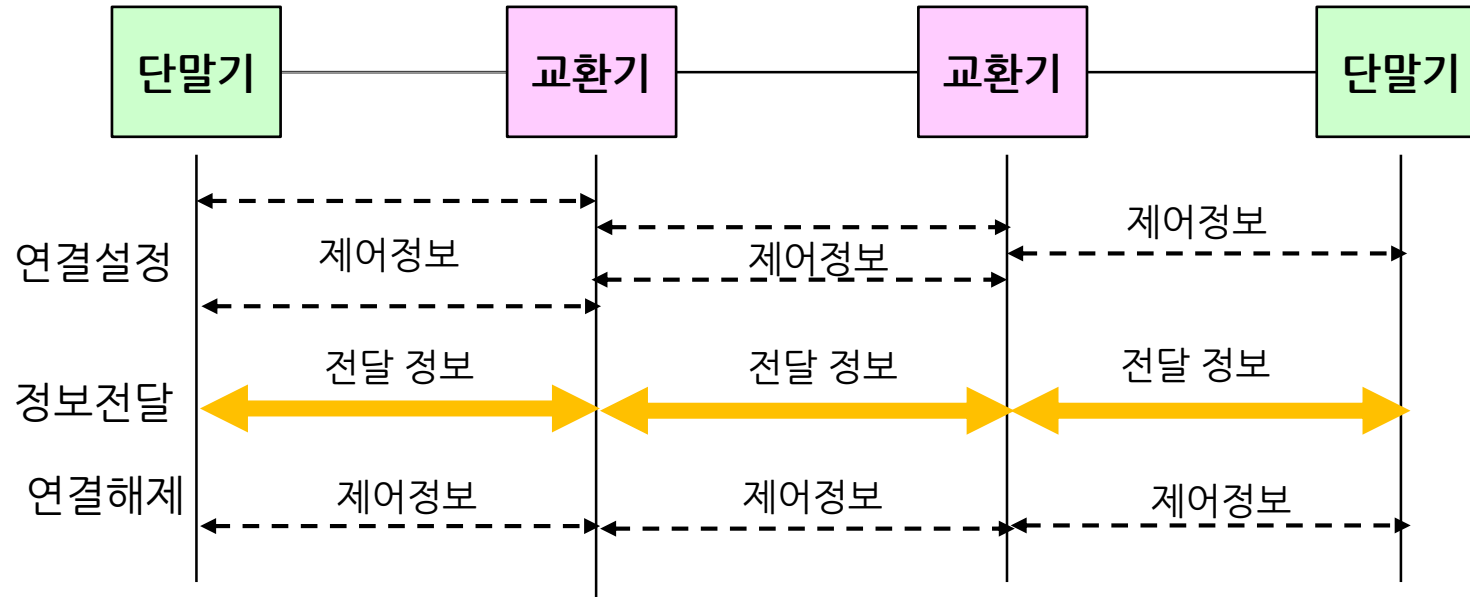 단말기
교환기
교환기
단말기
연결설정
제어정보
제어정보
제어정보
정보전달
전달 정보
전달 정보
전달 정보
연결해제
제어정보
제어정보
제어정보